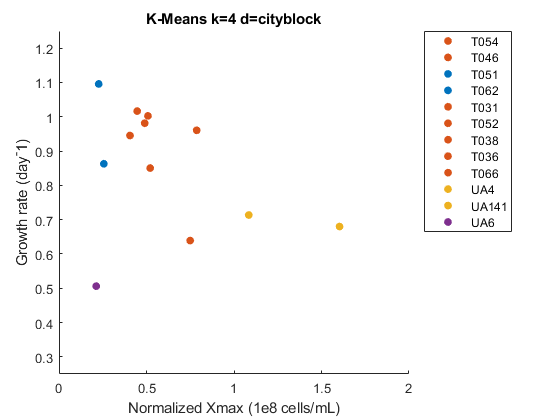 K-Means k=4 d=cityblock
1.2
1.1
1
0.9
0.8
0.7
0.6
0.5
0.4
0.3
Growth rate (day-1)
0
0.5
1
1.5
2
Normalized Xmax (1e8 cells/mL)
T054
T046
T051
T062
T031
T052
T038
T036
T066
UA4
UA141
UA6